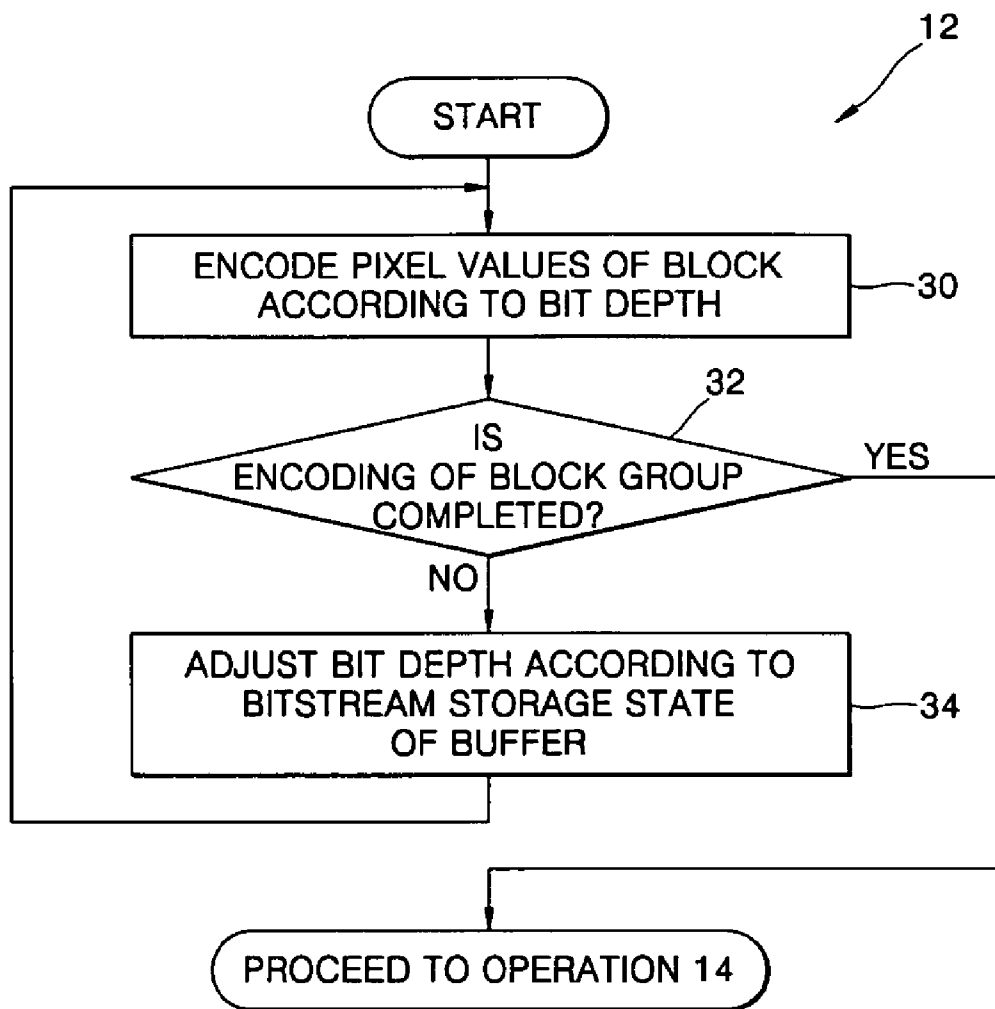 12
START
ENCODE PIXEL VALUES OF BLOCK
ACCORDING TO BIT DEPTH
30
32
IS
ENCODING OF BLOCK GROUP
COMPLETED?
YES
NO
ADJUST BIT DEPTH ACCORDING TO
BITSTREAM STORAGE STATE
OF BUFFER
34
PROCEED TO OPERATION 14